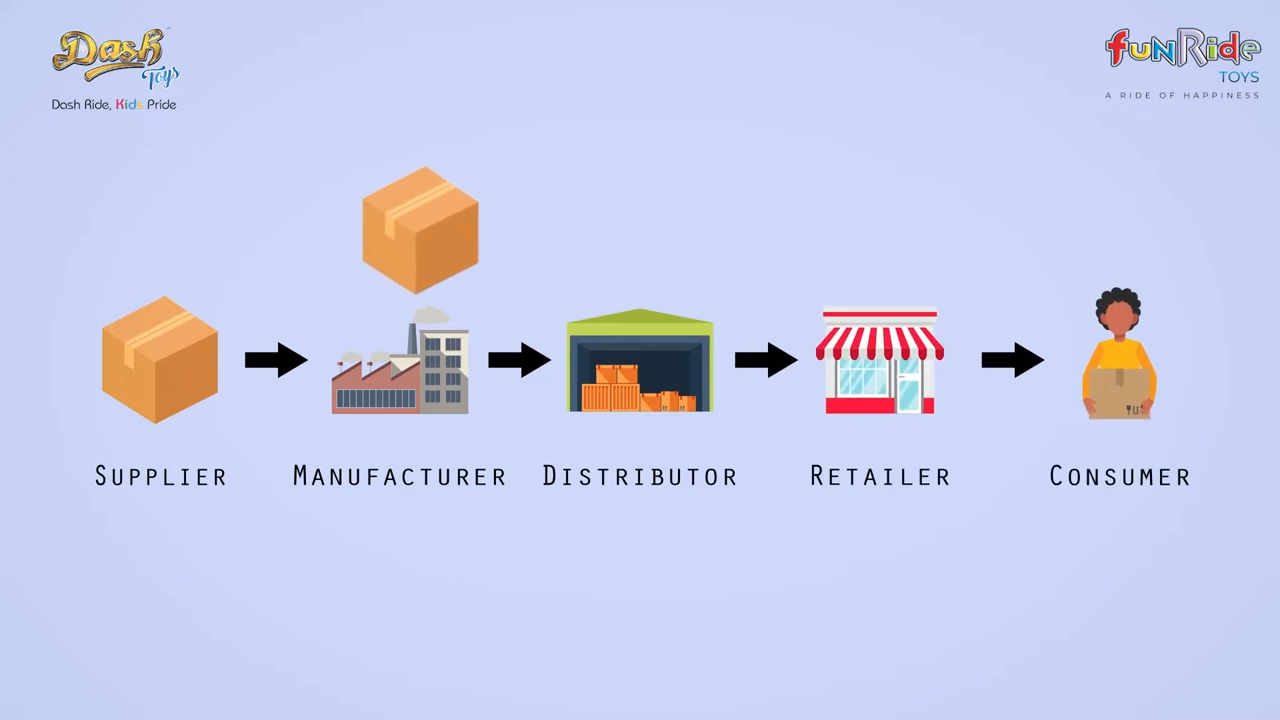 Dash
Toys
Dash Ride, Kids Pride
funRide
TOYS
A RIDE OF HAPPINESS
SUPPLIER
MANUFACTURER
DISTRIBUTOR
RETAILER
CONSUMER